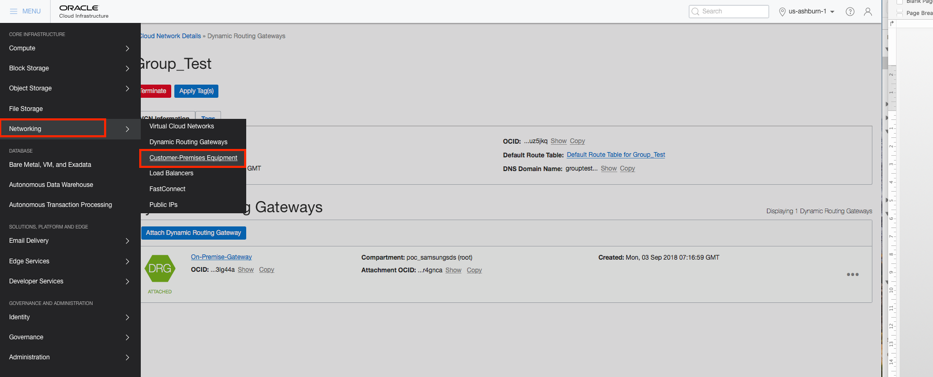 MENU
ORACLE
Cloud Infrastructure
Search
us-ashburn-1
Blank Pag
Page Brea
CORE INFRASTRUCTURE
Compute
Block Storage
Object Storage
File Storage
Networking
DATABASE
Bare Metal, VM, and Exadata
Autonomous Data Warehouse
Autonomous Transaction Processing
SOLUTIONS, PLATFORM AND EDGE
Email Delivery
Edge Services
Developer Services
GOVERNANCE AND ADMINISTRATION
Identity
Governance
Administration
Virtual Cloud Networks
Dynamic Routing Gateways
Customer-Premises Equipment
Load Balancers
FastConnect
Public IPs
Cloud Network Details » Dynamic Routing Gateways
Group_Test
Terminate
Apply Tag(s)
VCN Information
Tags
GMT
OCID: ...uz5jkq Show Copy
Default Route Table: Default Route Table for Group_Test
DNS Domain Name: grouptest... Show Copy
Dynamic Routing Gateways
Displaying 1 Dynamic Routing Gateways
Attach Dynamic Routing Gateway
DRG
ATTACHED
On-Premise-Gateway
OCID: ...3ig44a Show Copy
Compartment: poc_samsungsds (root)
Attachment OCID: ...r4gnca Show Copy
Created: Mon, 03 Sep 2018 07:16:59 GMT